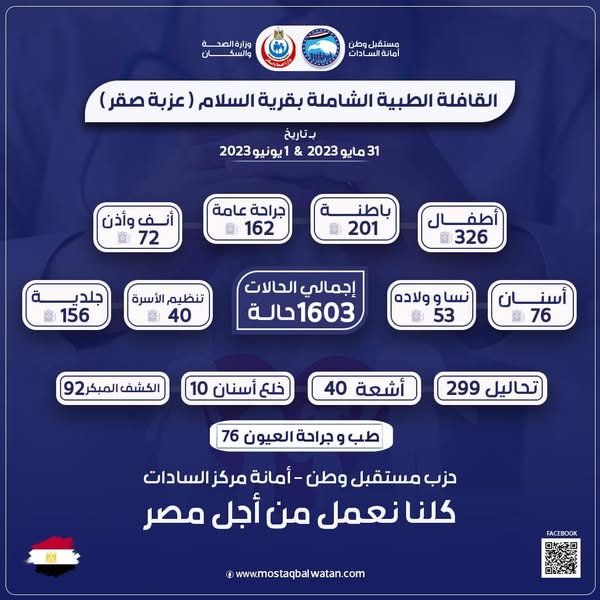 مستقبل وطن
أمانة السادات
وزارة الصحة
والسكان
القافلة الطبية الشاملة بقرية السلام ( عزبة صقر )
بـ تاريخ
31 مايو 2023 & 1 يونيو 2023
أطفال
326
باطنة
201
جراحة عامة
162
أنف وأذن
72
أسنان
76
نسا و ولاده
53
إجمالي الحالات
1603 حالة
تنظيم الأسرة
40
جلدية
156
تحاليل 299
أشعة 40
خلع أسنان 10
الكشف المبكر 92
طب و جراحة العيون 76
حزب مستقبل وطن - أمانة مركز السادات
كلنا نعمل من أجل مصر
FACEBOOK
www.mostaqbalwatan.com